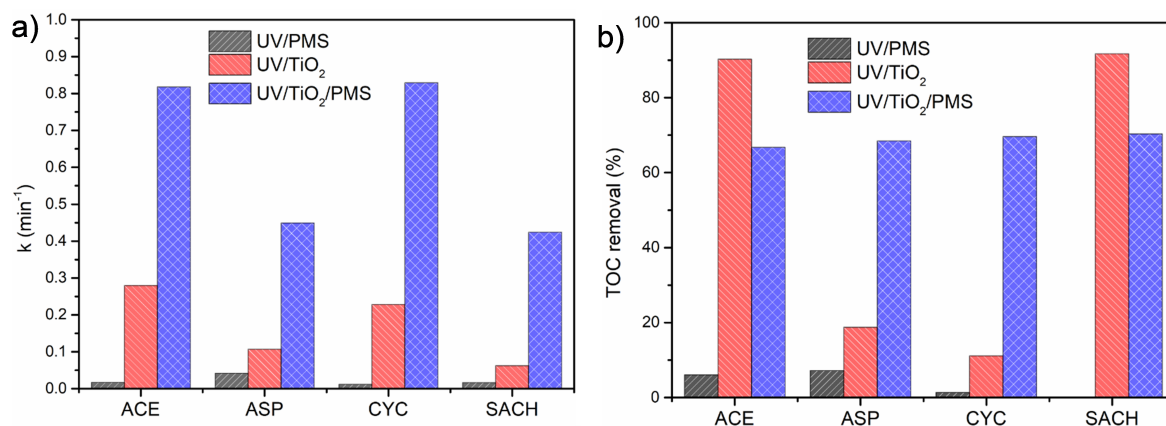 a)
1.0
0.9
0.8
0.7
0.6
0.5
0.4
0.3
0.2
0.1
0.0
k (min⁻¹)
UV/PMS
UV/TiO₂
UV/TiO₂/PMS
ACE ASP CYC SACH
b)
100
80
60
40
20
0
TOC removal (%)
UV/PMS
UV/TiO₂
UV/TiO₂/PMS
ACE ASP CYC SACH